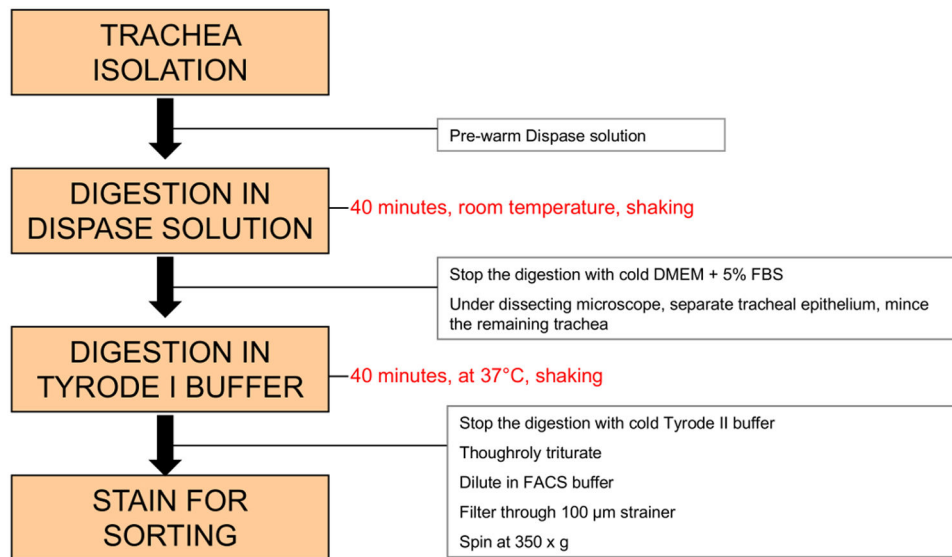 TRACHEA
ISOLATION
Pre-warm Dispase solution
DIGESTION IN
DISPASE SOLUTION
40 minutes, room temperature, shaking
Stop the digestion with cold DMEM + 5% FBS
Under dissecting microscope, separate tracheal epithelium, mince
the remaining trachea
DIGESTION IN
TYRODE I BUFFER
40 minutes, at 37°C, shaking
Stop the digestion with cold Tyrode II buffer
Thoughroly triturate
Dilute in FACS buffer
Filter through 100 μm strainer
Spin at 350 x g
STAIN FOR
SORTING